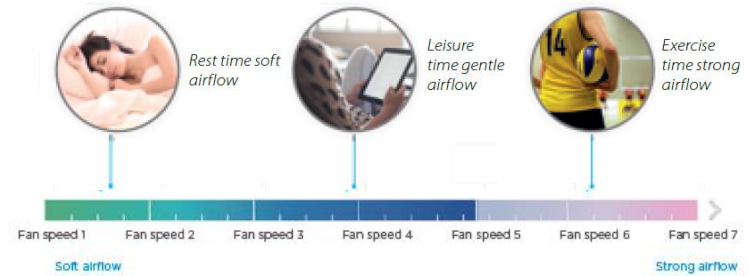 Rest time soft
airflow
Leisure
time gentle
airflow
14
Exercise
time strong
airflow
Fan speed 1
Fan speed 2
Fan speed 3
Fan speed 4
Fan speed 5
Fan speed 6
Fan speed 7
Soft airflow
Strong airflow